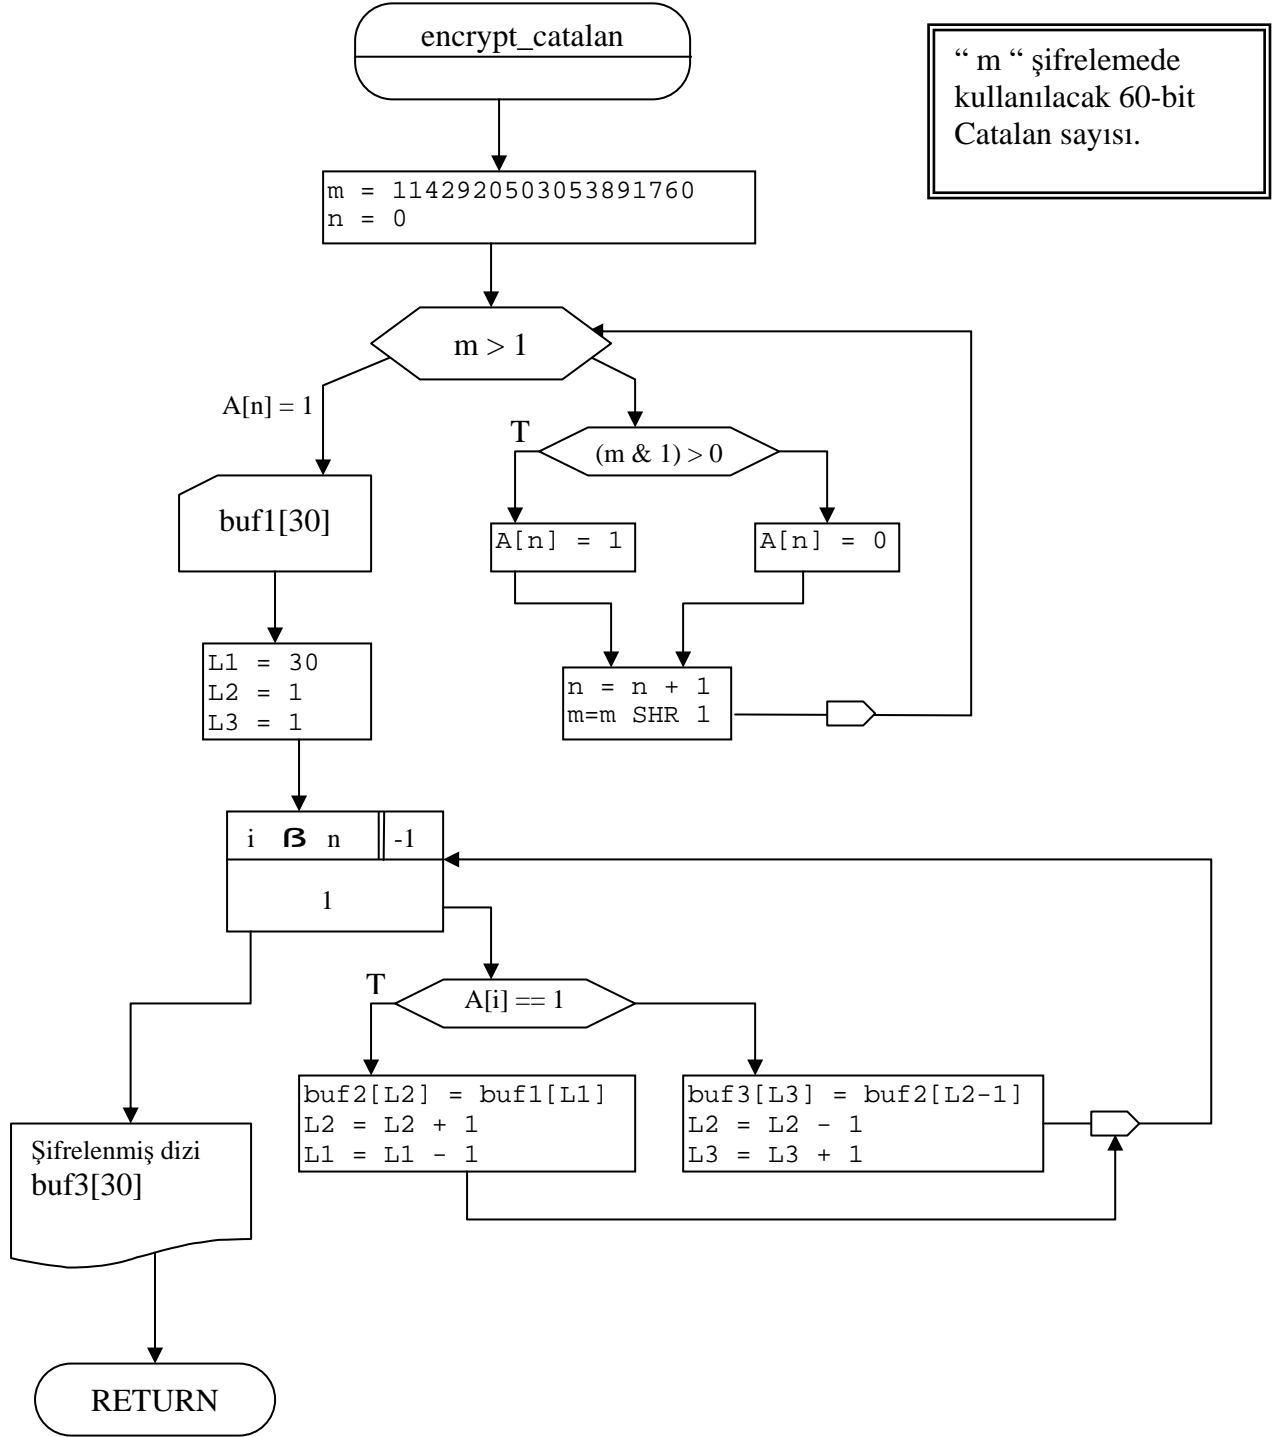 encrypt_catalan
“ m “ şifrelemede
kullanılacak 60-bit
Catalan sayısı.
m = 1142920503053891760
n = 0
m > 1
A[n] = 1
T
(m & 1) > 0
buf1[30]
A[n] = 1
A[n] = 0
L1 = 30
L2 = 1
L3 = 1
n = n + 1
m=m SHR 1
i ß n -1
1
T
A[i] == 1
buf2[L2] = buf1[L1]
L2 = L2 + 1
L1 = L1 - 1
buf3[L3] = buf2[L2-1]
L2 = L2 - 1
L3 = L3 + 1
Şifrelenmiş dizi
buf3[30]
RETURN